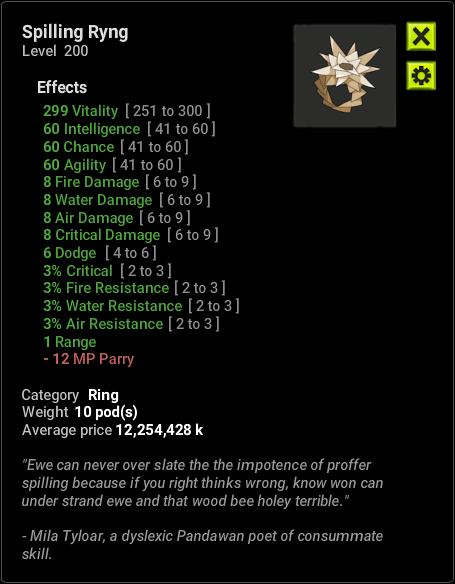 Spilling Ryng
Level 200
Effects
299 Vitality [ 251 to 300 ]
60 Intelligence [ 41 to 60 ]
60 Chance [ 41 to 60 ]
60 Agility [ 41 to 60 ]
8 Fire Damage [ 6 to 9 ]
8 Water Damage [ 6 to 9 ]
8 Air Damage [ 6 to 9 ]
8 Critical Damage [ 6 to 9 ]
6 Dodge [ 4 to 6 ]
3% Critical [ 2 to 3 ]
3% Fire Resistance [ 2 to 3 ]
3% Water Resistance [ 2 to 3 ]
3% Air Resistance [ 2 to 3 ]
1 Range
- 12 MP Parry
Category Ring
Weight 10 pod(s)
Average price 12,254,428 k
"Ewe can never over slate the the impotence of proffer
spilling because if you right thinks wrong, know won can
under strand ewe and that wood bee holey terrible."
- Mila Tyloar, a dyslexic Pandawan poet of consummate
skill.